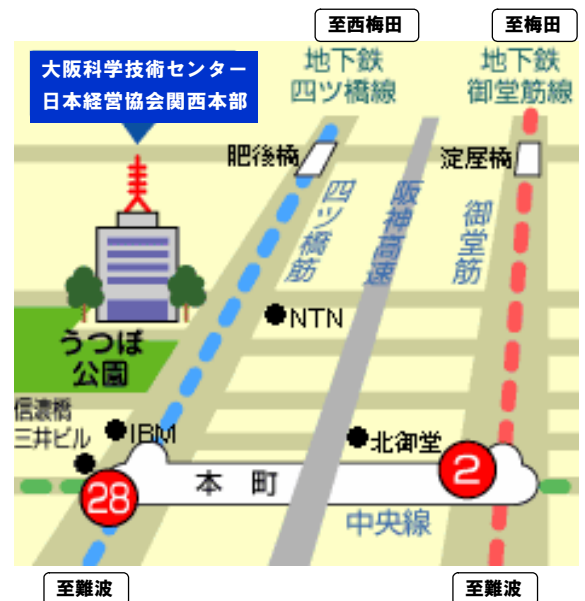 至西梅田
至梅田
大阪科学技術センター
日本経営協会関西本部
地下鉄
四ツ橋線
地下鉄
御堂筋線
肥後橋
淀屋橋
四ツ橋筋
阪神高速
御堂筋
NTN
うつぼ
公園
信濃橋
三井ビル
IBM
北御堂
本町
28
2
中央線
至難波
至難波